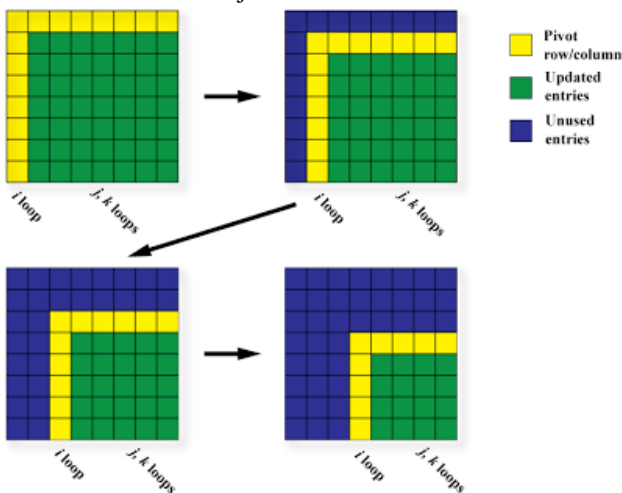 j
Pivot
row/column
Updated
entries
Unused
entries
i loop
j, k loops
i loop
j, k loops
i loop
j, k loops
i loop
j, k loops